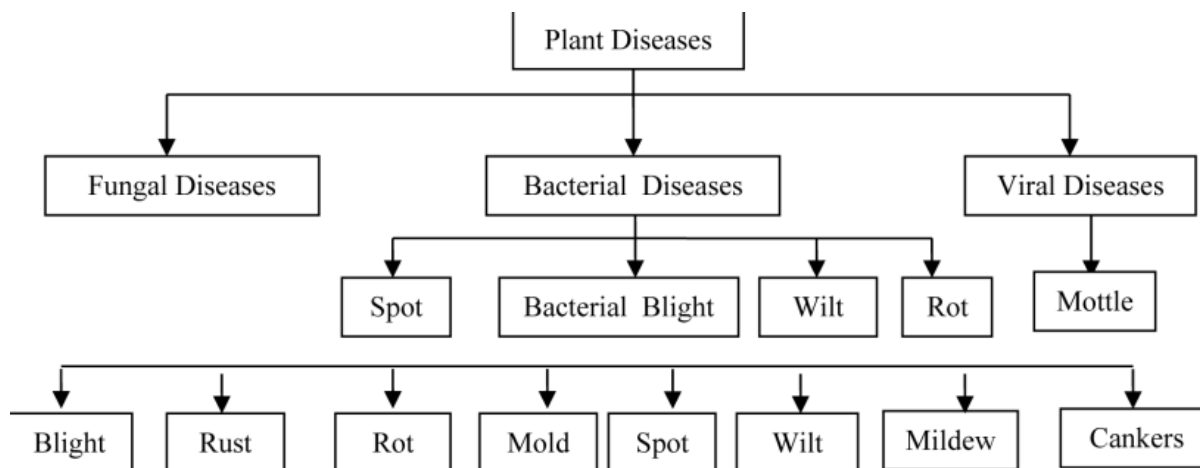 Plant Diseases
Fungal Diseases
Bacterial Diseases
Viral Diseases
Spot
Bacterial Blight
Wilt
Rot
Mottle
Blight
Rust
Rot
Mold
Spot
Wilt
Mildew
Cankers